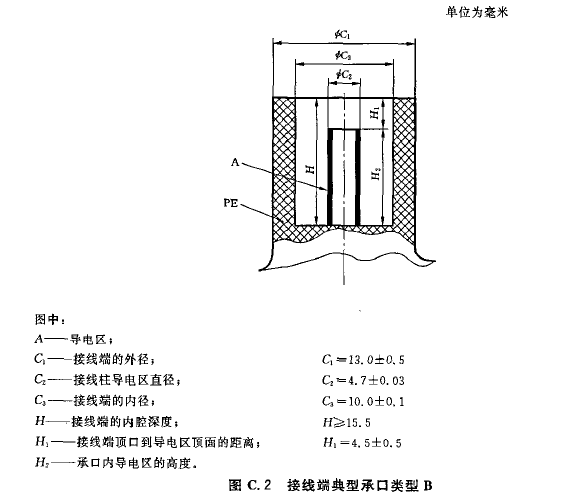 单位为毫米
φC₁
φC₃
φC₂
H₁
H
H₂
A
PE
图中：
A——导电区；
C₁——接线端的外径； C₁=13.0±0.5
C₂——接线柱导电区直径； C₂=4.7±0.03
C₃——接线端的内径； C₃=10.0±0.1
H——接线端的内腔深度； H≥15.5
H₁——接线端顶口到导电区顶面的距离； H₁=4.5±0.5
H₂——承口内导电区的高度。
图 C.2 接线端典型承口类型 B